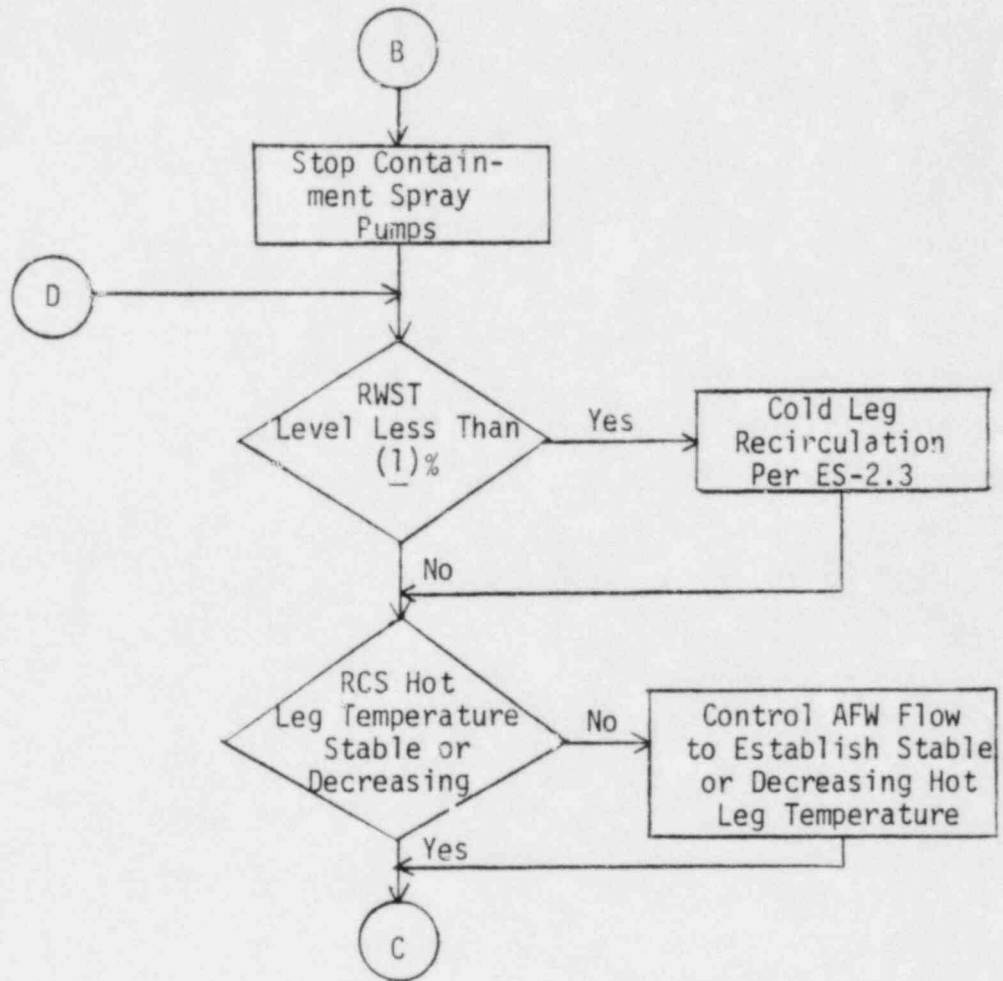 B
Stop Contain-
ment Spray
Pumps
D
RWST
Level Less Than
(1)%
Yes
Cold Leg
Recirculation
Per ES-2.3
No
RCS Hot
Leg Temperature
Stable or
Decreasing
No
Control AFW Flow
to Establish Stable
or Decreasing Hot
Leg Temperature
Yes
C